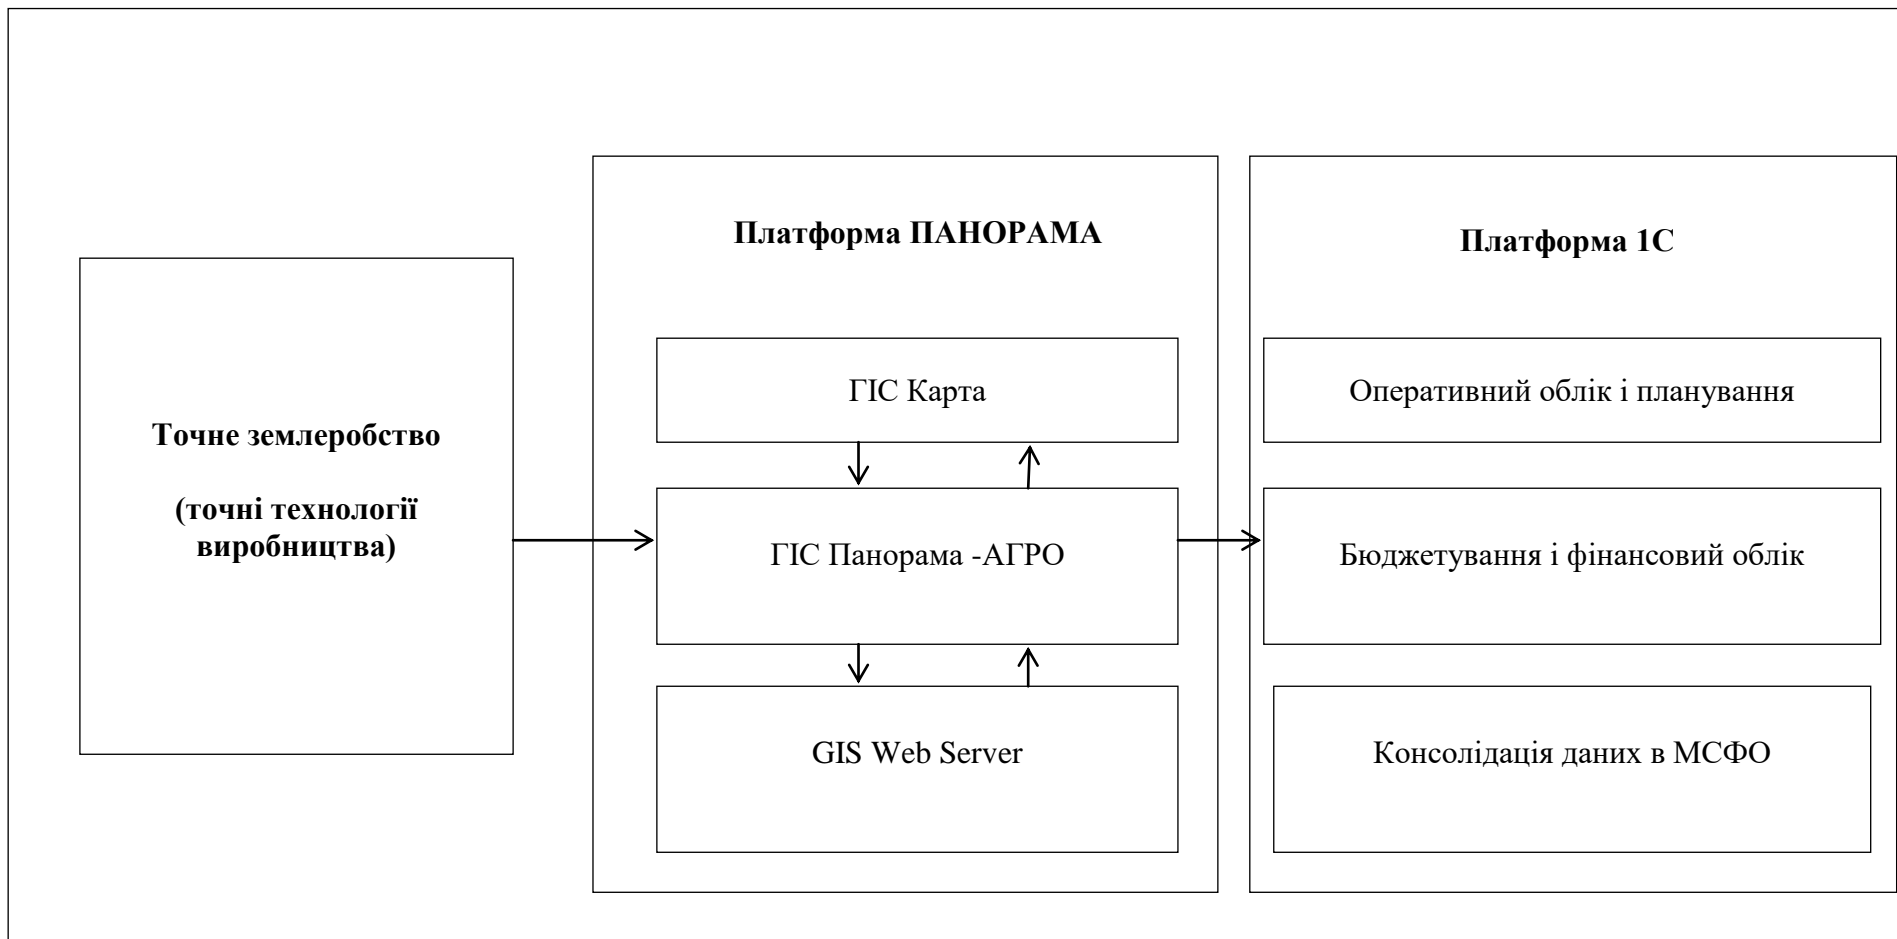 Точне землеробство
(точні технології
виробництва)
Платформа ПАНОРАМА
ГІС Карта
ГІС Панорама -АГРО
GIS Web Server
Платформа 1С
Оперативний облік і планування
Бюджетування і фінансовий облік
Консолідація даних в МСФО